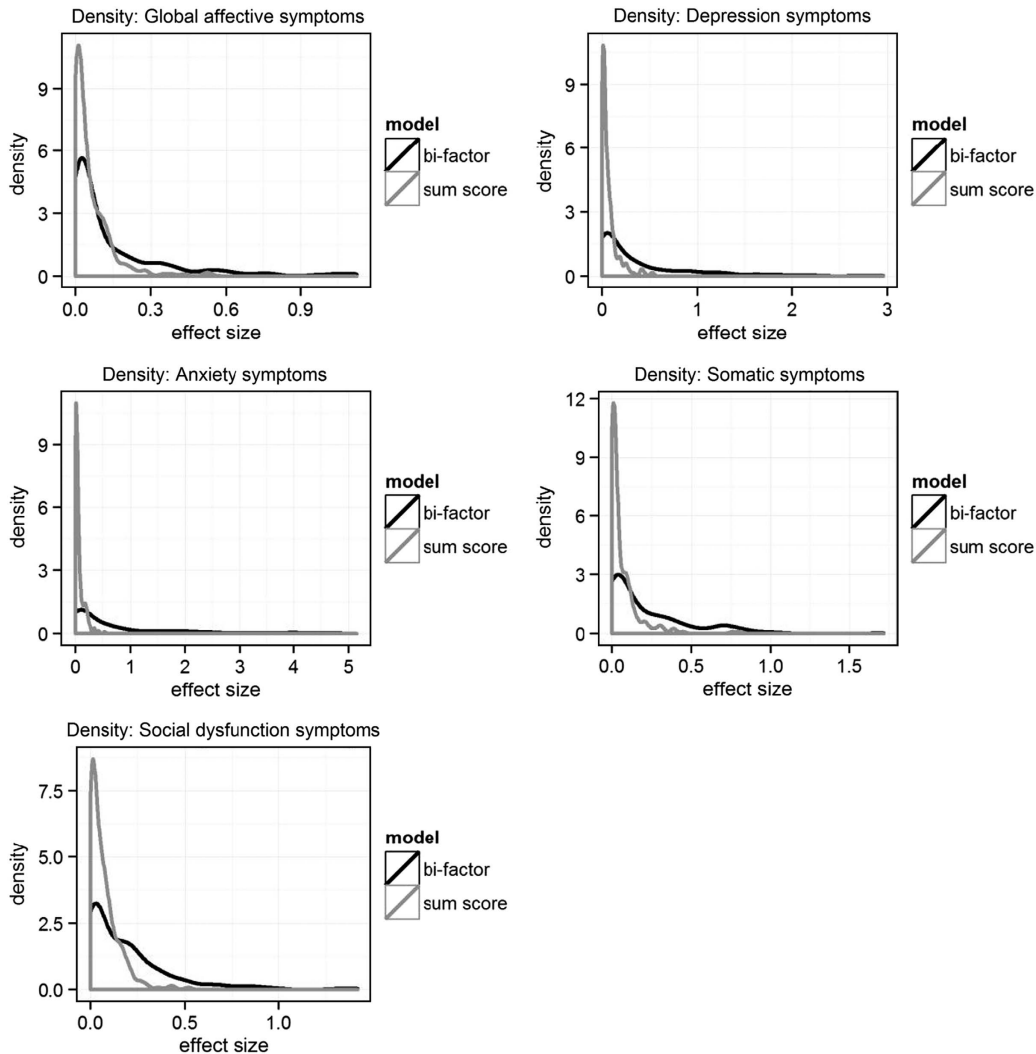 Density: Global affective symptoms
9
6
3
0
density
0.0 0.3 0.6 0.9
effect size
model
bi-factor
sum score
Density: Depression symptoms
9
6
3
0
density
0 1 2 3
effect size
model
bi-factor
sum score
Density: Anxiety symptoms
9
6
3
0
density
0 1 2 3 4 5
effect size
model
bi-factor
sum score
Density: Somatic symptoms
12
9
6
3
0
density
0.0 0.5 1.0 1.5
effect size
model
bi-factor
sum score
Density: Social dysfunction symptoms
7.5
5.0
2.5
0.0
density
0.0 0.5 1.0
effect size
model
bi-factor
sum score